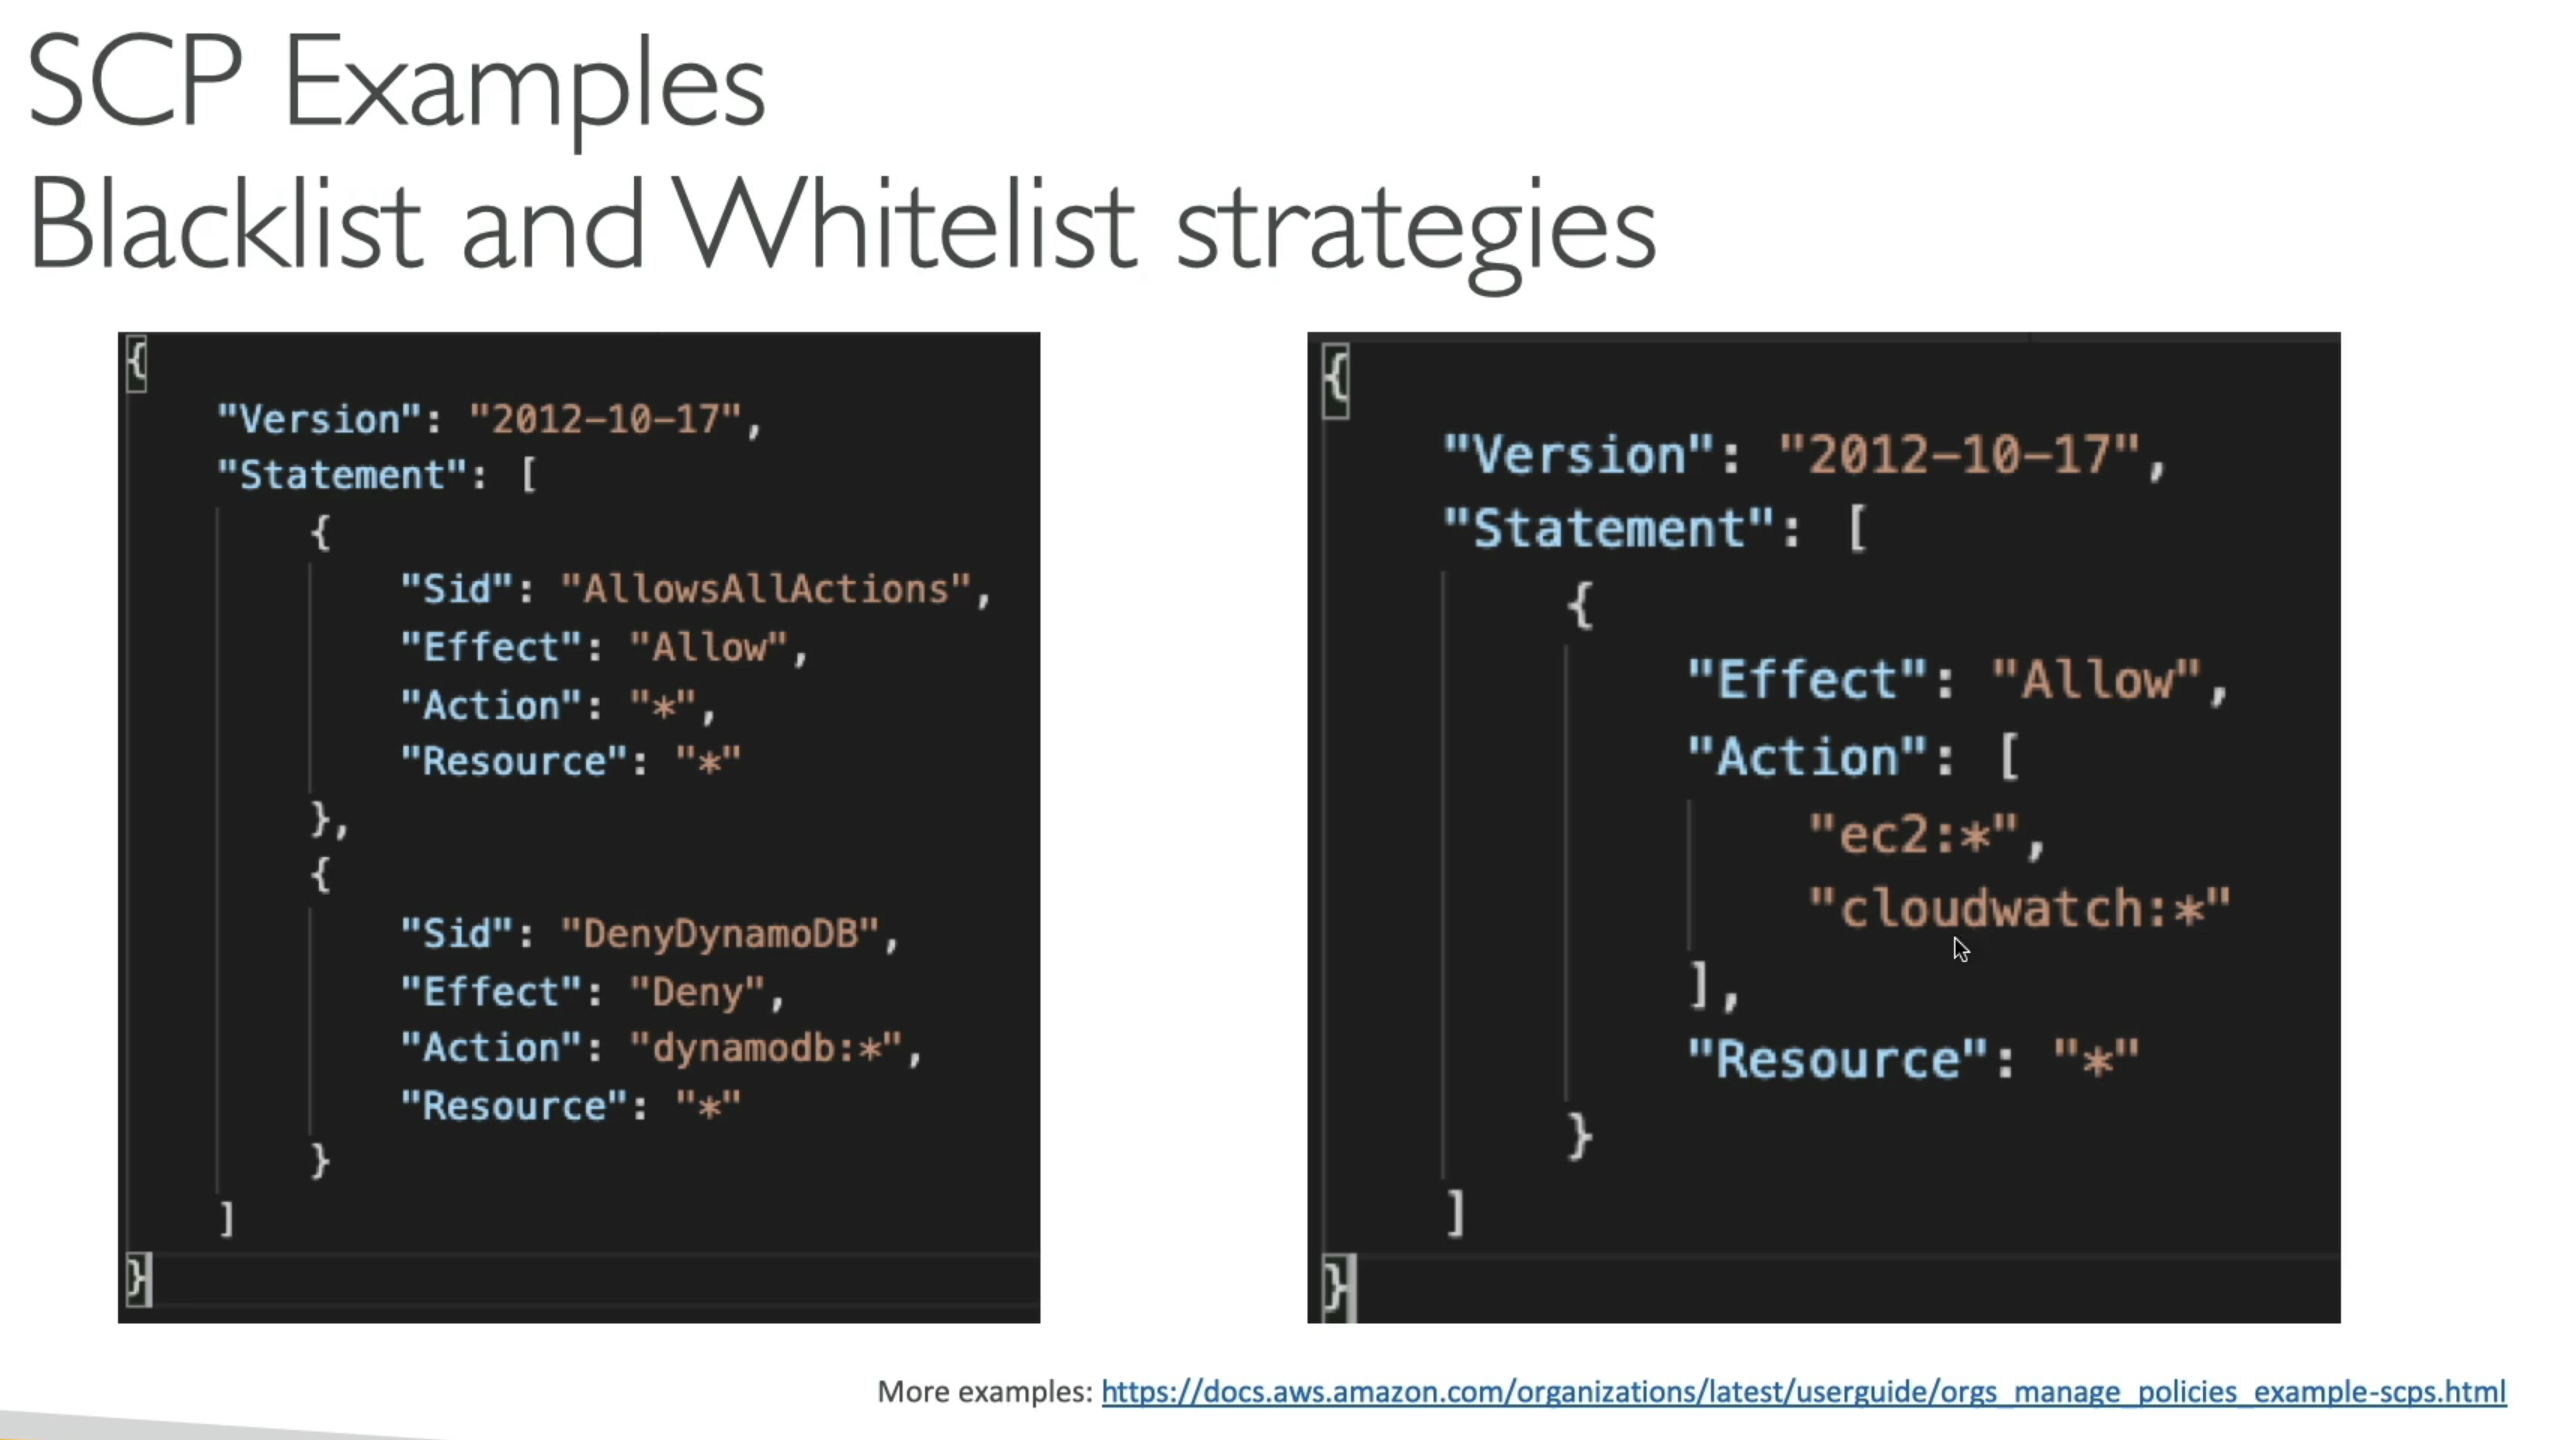 SCP Examples
Blacklist and Whitelist strategies
{
"Version": "2012-10-17",
"Statement": [
{
"Sid": "AllowsAllActions",
"Effect": "Allow",
"Action": "*",
"Resource": "*"
},
{
"Sid": "DenyDynamoDB",
"Effect": "Deny",
"Action": "dynamodb:*",
"Resource": "*"
}
]
}
{
"Version": "2012-10-17",
"Statement": [
{
"Effect": "Allow",
"Action": [
"ec2:*",
"cloudwatch:*"
],
"Resource": "*"
}
]
}
More examples: https://docs.aws.amazon.com/organizations/latest/userguide/orgs_manage_policies_example-scps.html